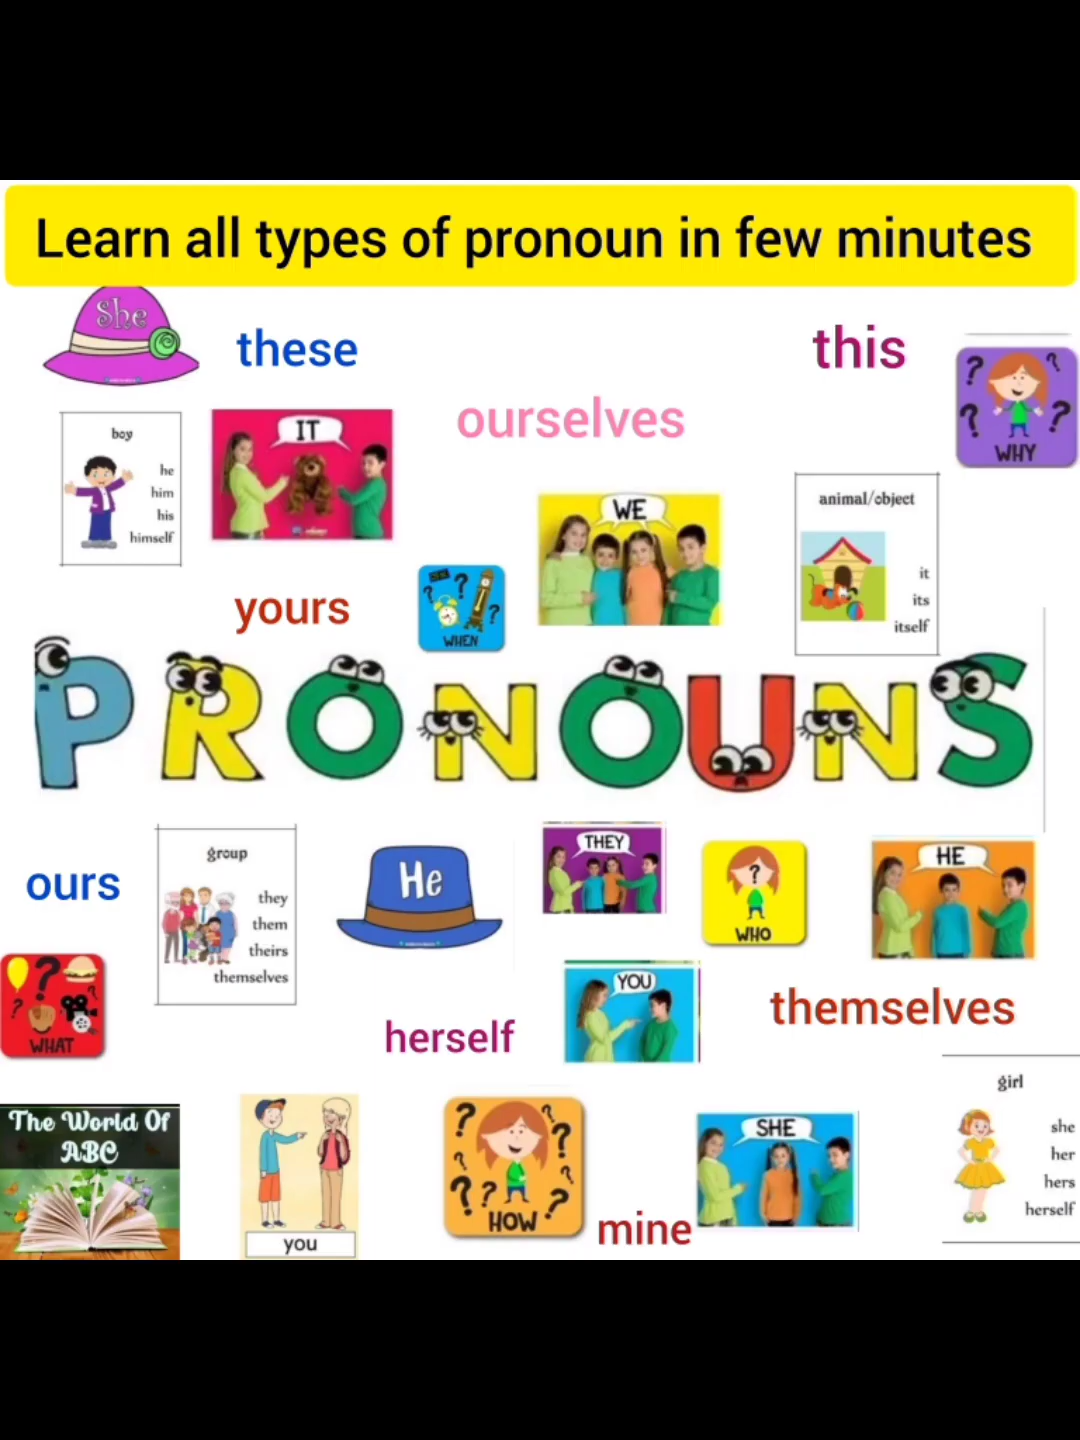 Learn all types of pronoun in few minutes
She
these
this
ourselves
WHY
boy
he
him
his
himself
IT
WE
animal/object
it
its
itself
yours
WHEN
PRONOUNS
ours
group
they
them
theirs
themselves
He
THEY
WHO
HE
WHAT
herself
YOU
themselves
The World Of
ABC
you
HOW
mine
SHE
girl
she
her
hers
herself